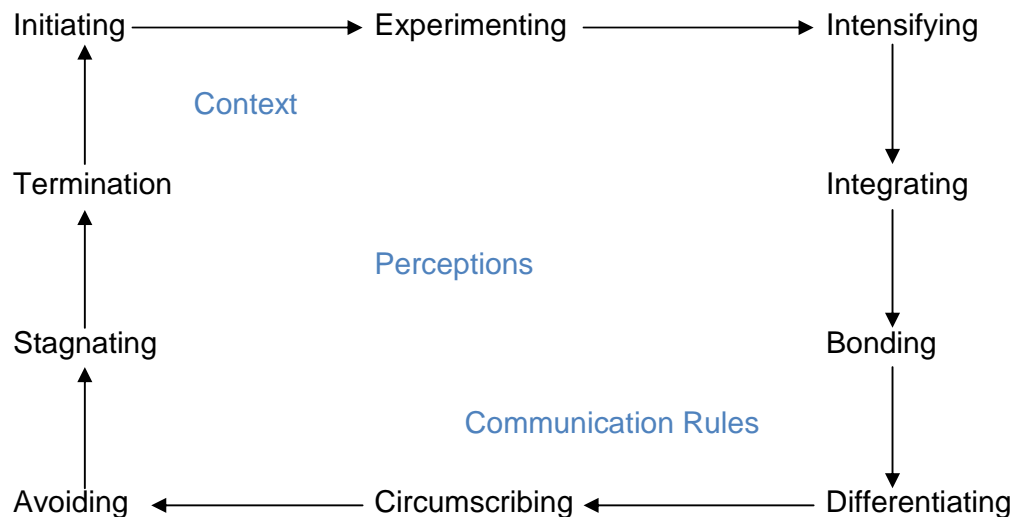 Initiating Experimenting Intensifying
Context
Termination Integrating
Perceptions
Stagnating Bonding
Communication Rules
Avoiding Circumscribing Differentiating